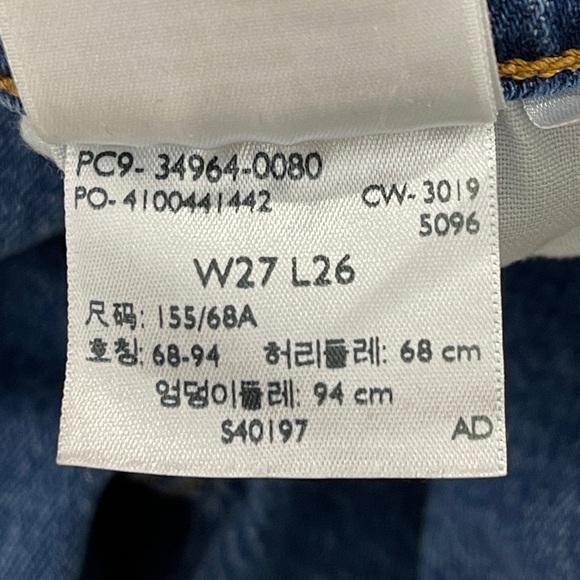 PC9- 34964-0080
PO- 4100441442 CW- 3019
5096
W27 L26
尺码: 155/68A
호칭: 68-94 허리둘레: 68 cm
엉덩이둘레: 94 cm
S40197 AD